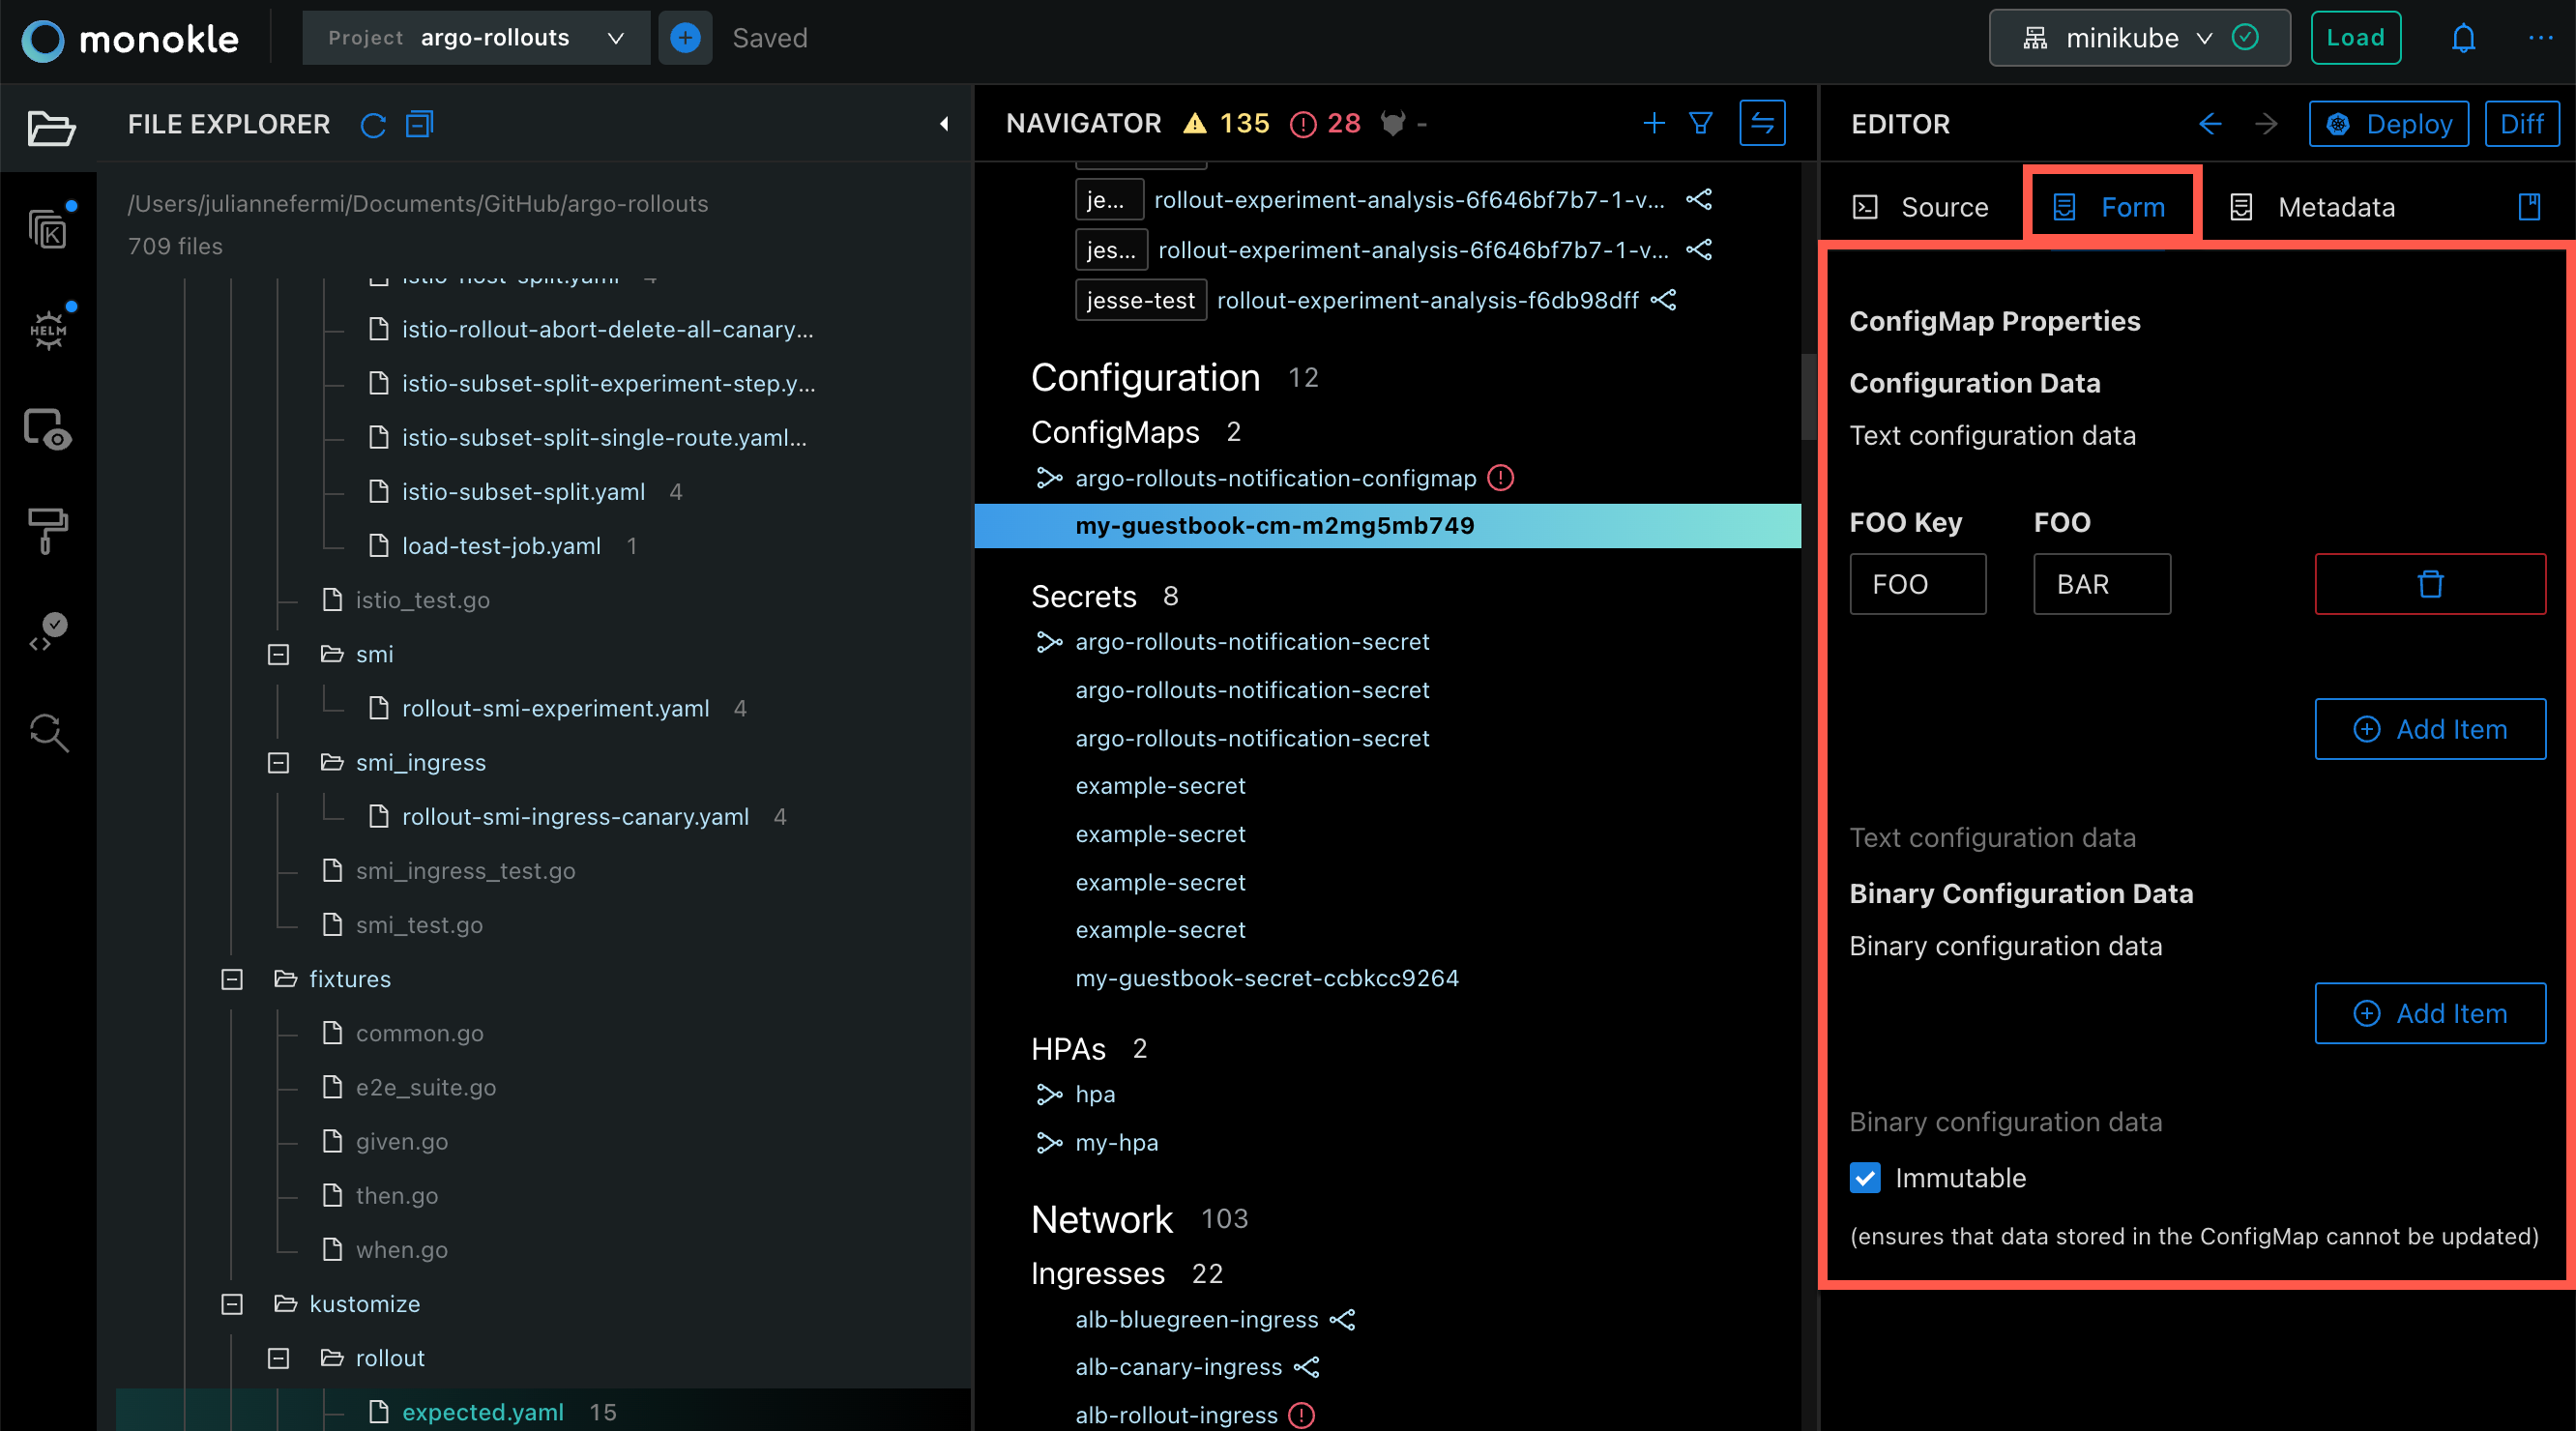 monokle
Project argo-rollouts
Saved
minikube
Load
FILE EXPLORER
/Users/juliannefermi/Documents/GitHub/argo-rollouts
709 files
istio-host-split.yaml 4
istio-rollout-abort-delete-all-canary...
istio-subset-split-experiment-step.y...
istio-subset-split-single-route.yaml...
istio-subset-split.yaml 4
load-test-job.yaml 1
istio_test.go
smi
rollout-smi-experiment.yaml 4
smi_ingress
rollout-smi-ingress-canary.yaml 4
smi_ingress_test.go
smi_test.go
fixtures
common.go
e2e_suite.go
given.go
then.go
when.go
kustomize
rollout
expected.yaml 15
K
HELM
NAVIGATOR 135 28 -
je... rollout-experiment-analysis-6f646bf7b7-1-v...
jes... rollout-experiment-analysis-6f646bf7b7-1-v...
jesse-test rollout-experiment-analysis-f6db98dff
Configuration 12
ConfigMaps 2
argo-rollouts-notification-configmap
my-guestbook-cm-m2mg5mb749
Secrets 8
argo-rollouts-notification-secret
argo-rollouts-notification-secret
argo-rollouts-notification-secret
example-secret
example-secret
example-secret
example-secret
my-guestbook-secret-ccbkcc9264
HPAs 2
hpa
my-hpa
Network 103
Ingresses 22
alb-bluegreen-ingress
alb-canary-ingress
alb-rollout-ingress
EDITOR
Deploy
Diff
Source
Form
Metadata
ConfigMap Properties
Configuration Data
Text configuration data
FOO Key FOO
FOO BAR
Add Item
Text configuration data
Binary Configuration Data
Binary configuration data
Add Item
Binary configuration data
Immutable
(ensures that data stored in the ConfigMap cannot be updated)